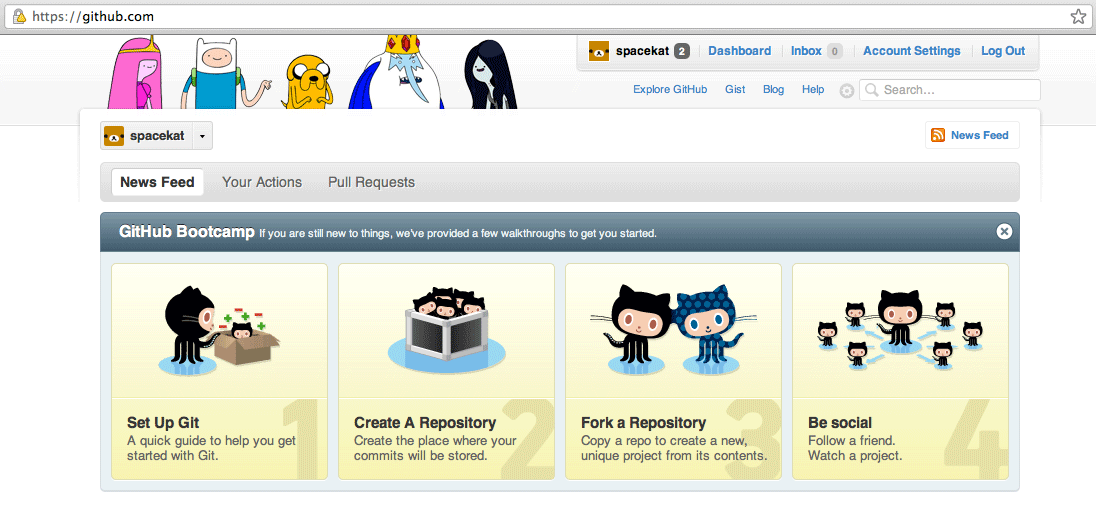 https://github.com
spacekat 2 Dashboard Inbox 0 Account Settings Log Out
Explore GitHub Gist Blog Help Search...
spacekat
News Feed
News Feed Your Actions Pull Requests
GitHub Bootcamp If you are still new to things, we've provided a few walkthroughs to get you started.
1
Set Up Git
A quick guide to help you get
started with Git.
2
Create A Repository
Create the place where your
commits will be stored.
3
Fork a Repository
Copy a repo to create a new,
unique project from its contents.
4
Be social
Follow a friend.
Watch a project.